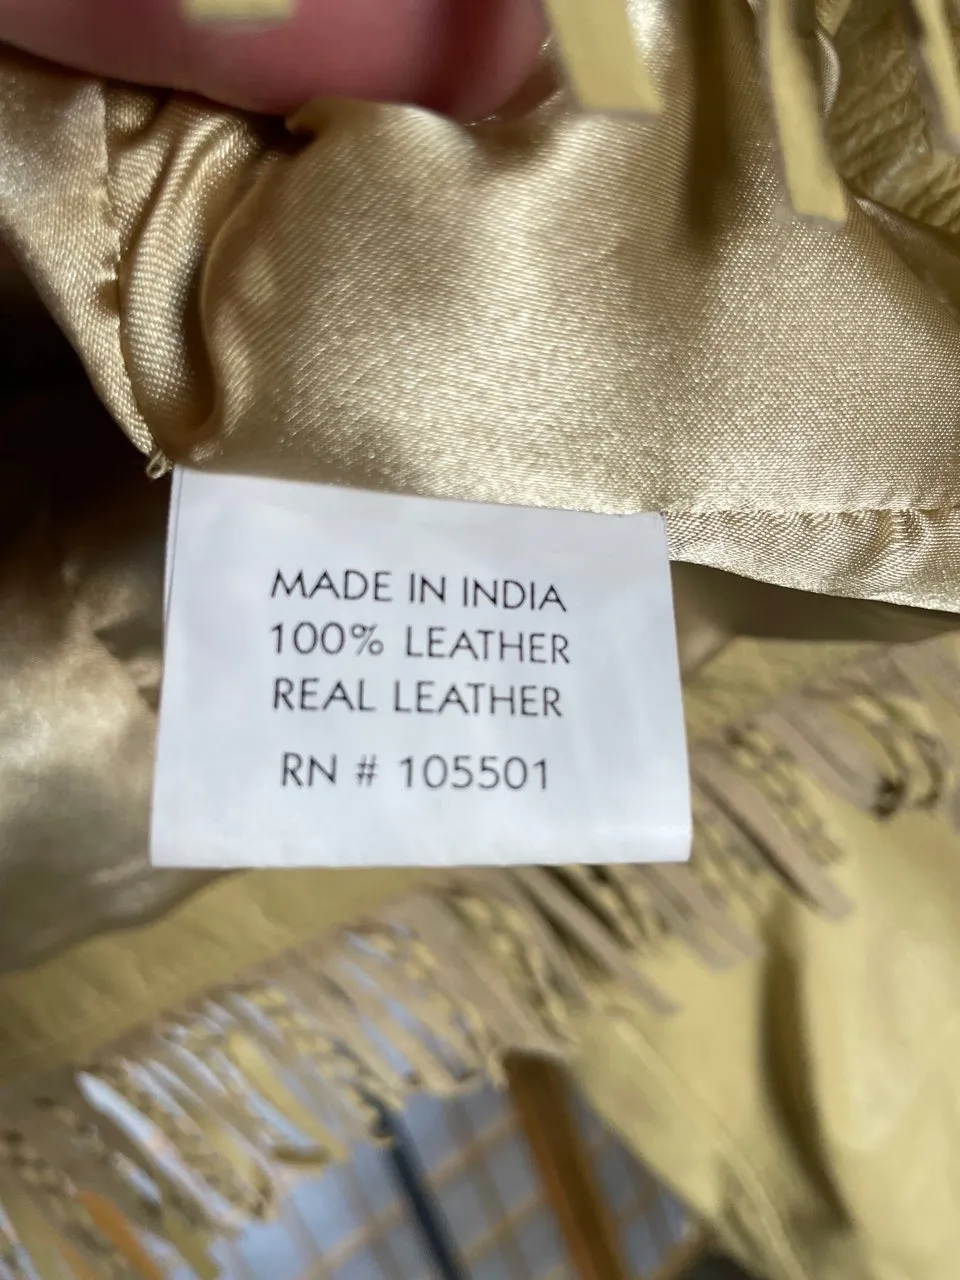 MADE IN INDIA
100% LEATHER
REAL LEATHER
RN # 105501